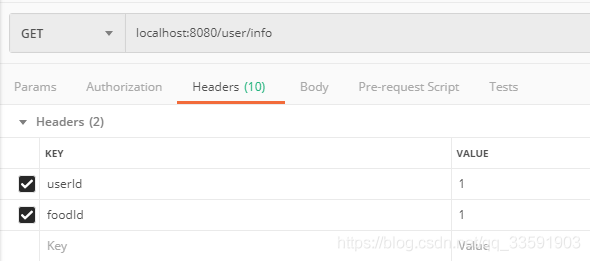 GET localhost:8080/user/info
Params Authorization Headers (10) Body Pre-request Script Tests
Headers (2)
KEY VALUE
userId 1
foodId 1
Key Value
https://blog.csdn.net/qq_33591903